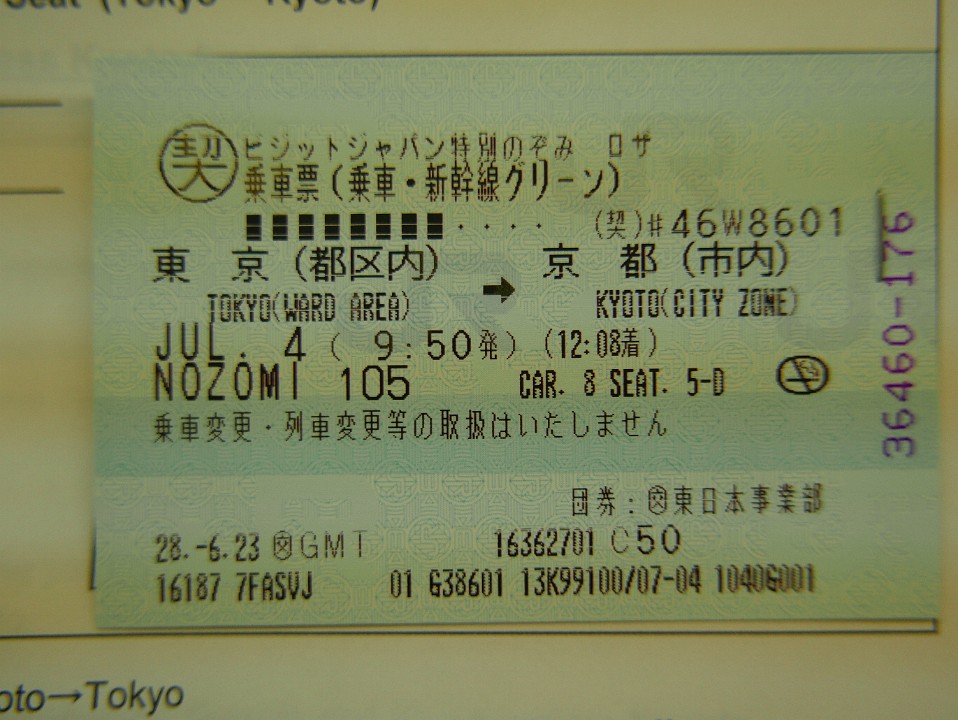 Seat (Tokyo → Kyoto)
契 ビジットジャパン特別のぞみ ロザ
乗車票(乗車・新幹線グリーン)
■■■■■■■■・・・・ (契)#46W8601
東 京(都区内) ➡ 京 都(市内)
TOKYO(WARD AREA) KYOTO(CITY ZONE)
JUL. 4 ( 9:50発) (12:08着)
NOZOMI 105 CAR. 8 SEAT. 5-D
乗車変更・列車変更等の取扱はいたしません
36460-176
団券:㊇東日本事業部
28.-6.23 GMT 16362701 C50
16187 7FASVJ 01 G38601 13K99100/07-04 1040G001
oto→Tokyo